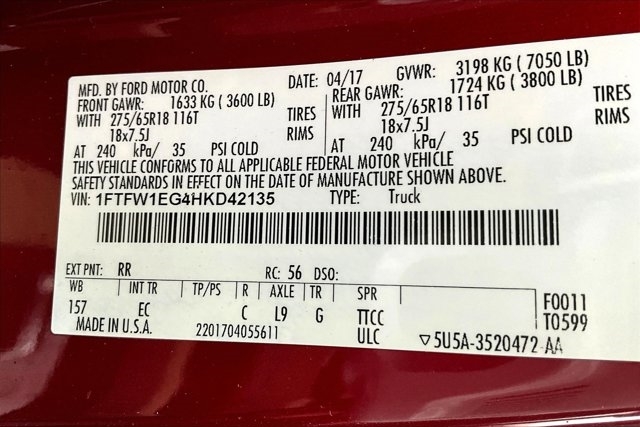 MFD. BY FORD MOTOR CO. DATE: 04/17 GVWR: 3198 KG ( 7050 LB)
FRONT GAWR: 1633 KG ( 3600 LB) REAR GAWR: 1724 KG ( 3800 LB)
WITH 275/65R18 116T TIRES WITH 275/65R18 116T TIRES
18x7.5J RIMS 18x7.5J RIMS
AT 240 kPa/ 35 PSI COLD AT 240 kPa/ 35 PSI COLD
THIS VEHICLE CONFORMS TO ALL APPLICABLE FEDERAL MOTOR VEHICLE
SAFETY STANDARDS IN EFFECT ON THE DATE OF MANUFACTURE SHOWN ABOVE.
VIN: 1FTFW1EG4HKD42135 TYPE: Truck
EXT PNT: RR RC: 56 DSO:
WB INT TR TP/PS R AXLE TR SPR F0011
157 EC C L9 G TTCC T0599
MADE IN U.S.A. 2201704055611 ULC ▽5U5A-3520472-AA